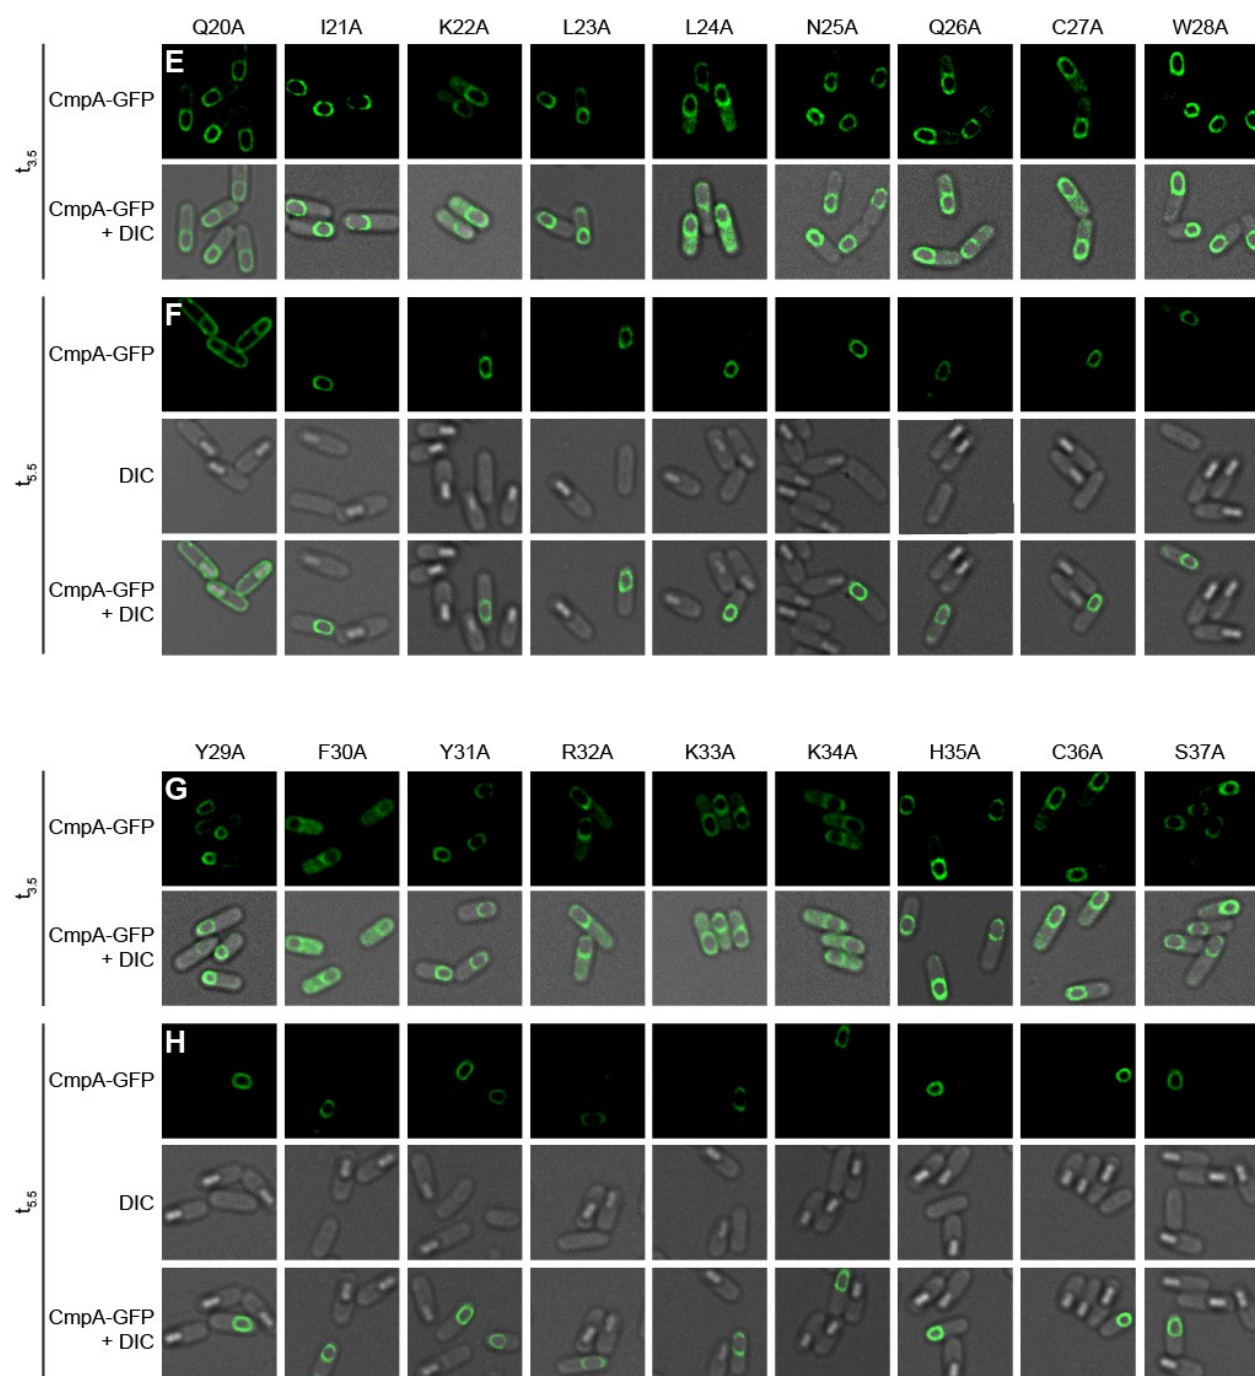 Q20A I21A K22A L23A L24A N25A Q26A C27A W28A
E
CmpA-GFP
t3.5
CmpA-GFP
+ DIC
F
CmpA-GFP
t5.5
DIC
CmpA-GFP
+ DIC
Y29A F30A Y31A R32A K33A K34A H35A C36A S37A
G
CmpA-GFP
t3.5
CmpA-GFP
+ DIC
H
CmpA-GFP
t5.5
DIC
CmpA-GFP
+ DIC